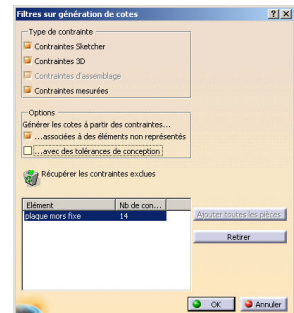 Filtres sur génération de cotes
Type de contrainte
Contraintes Sketcher
Contraintes 3D
Contraintes d'assemblage
Contraintes mesurées
Options
Générer les cotes à partir des contraintes...
...associées à des éléments non représentés
...avec des tolérances de conception
Récupérer les contraintes exclues
Elément Nb de con...
plaque mors fixe 14
Ajouter toutes les pièces
Retirer
OK Annuler